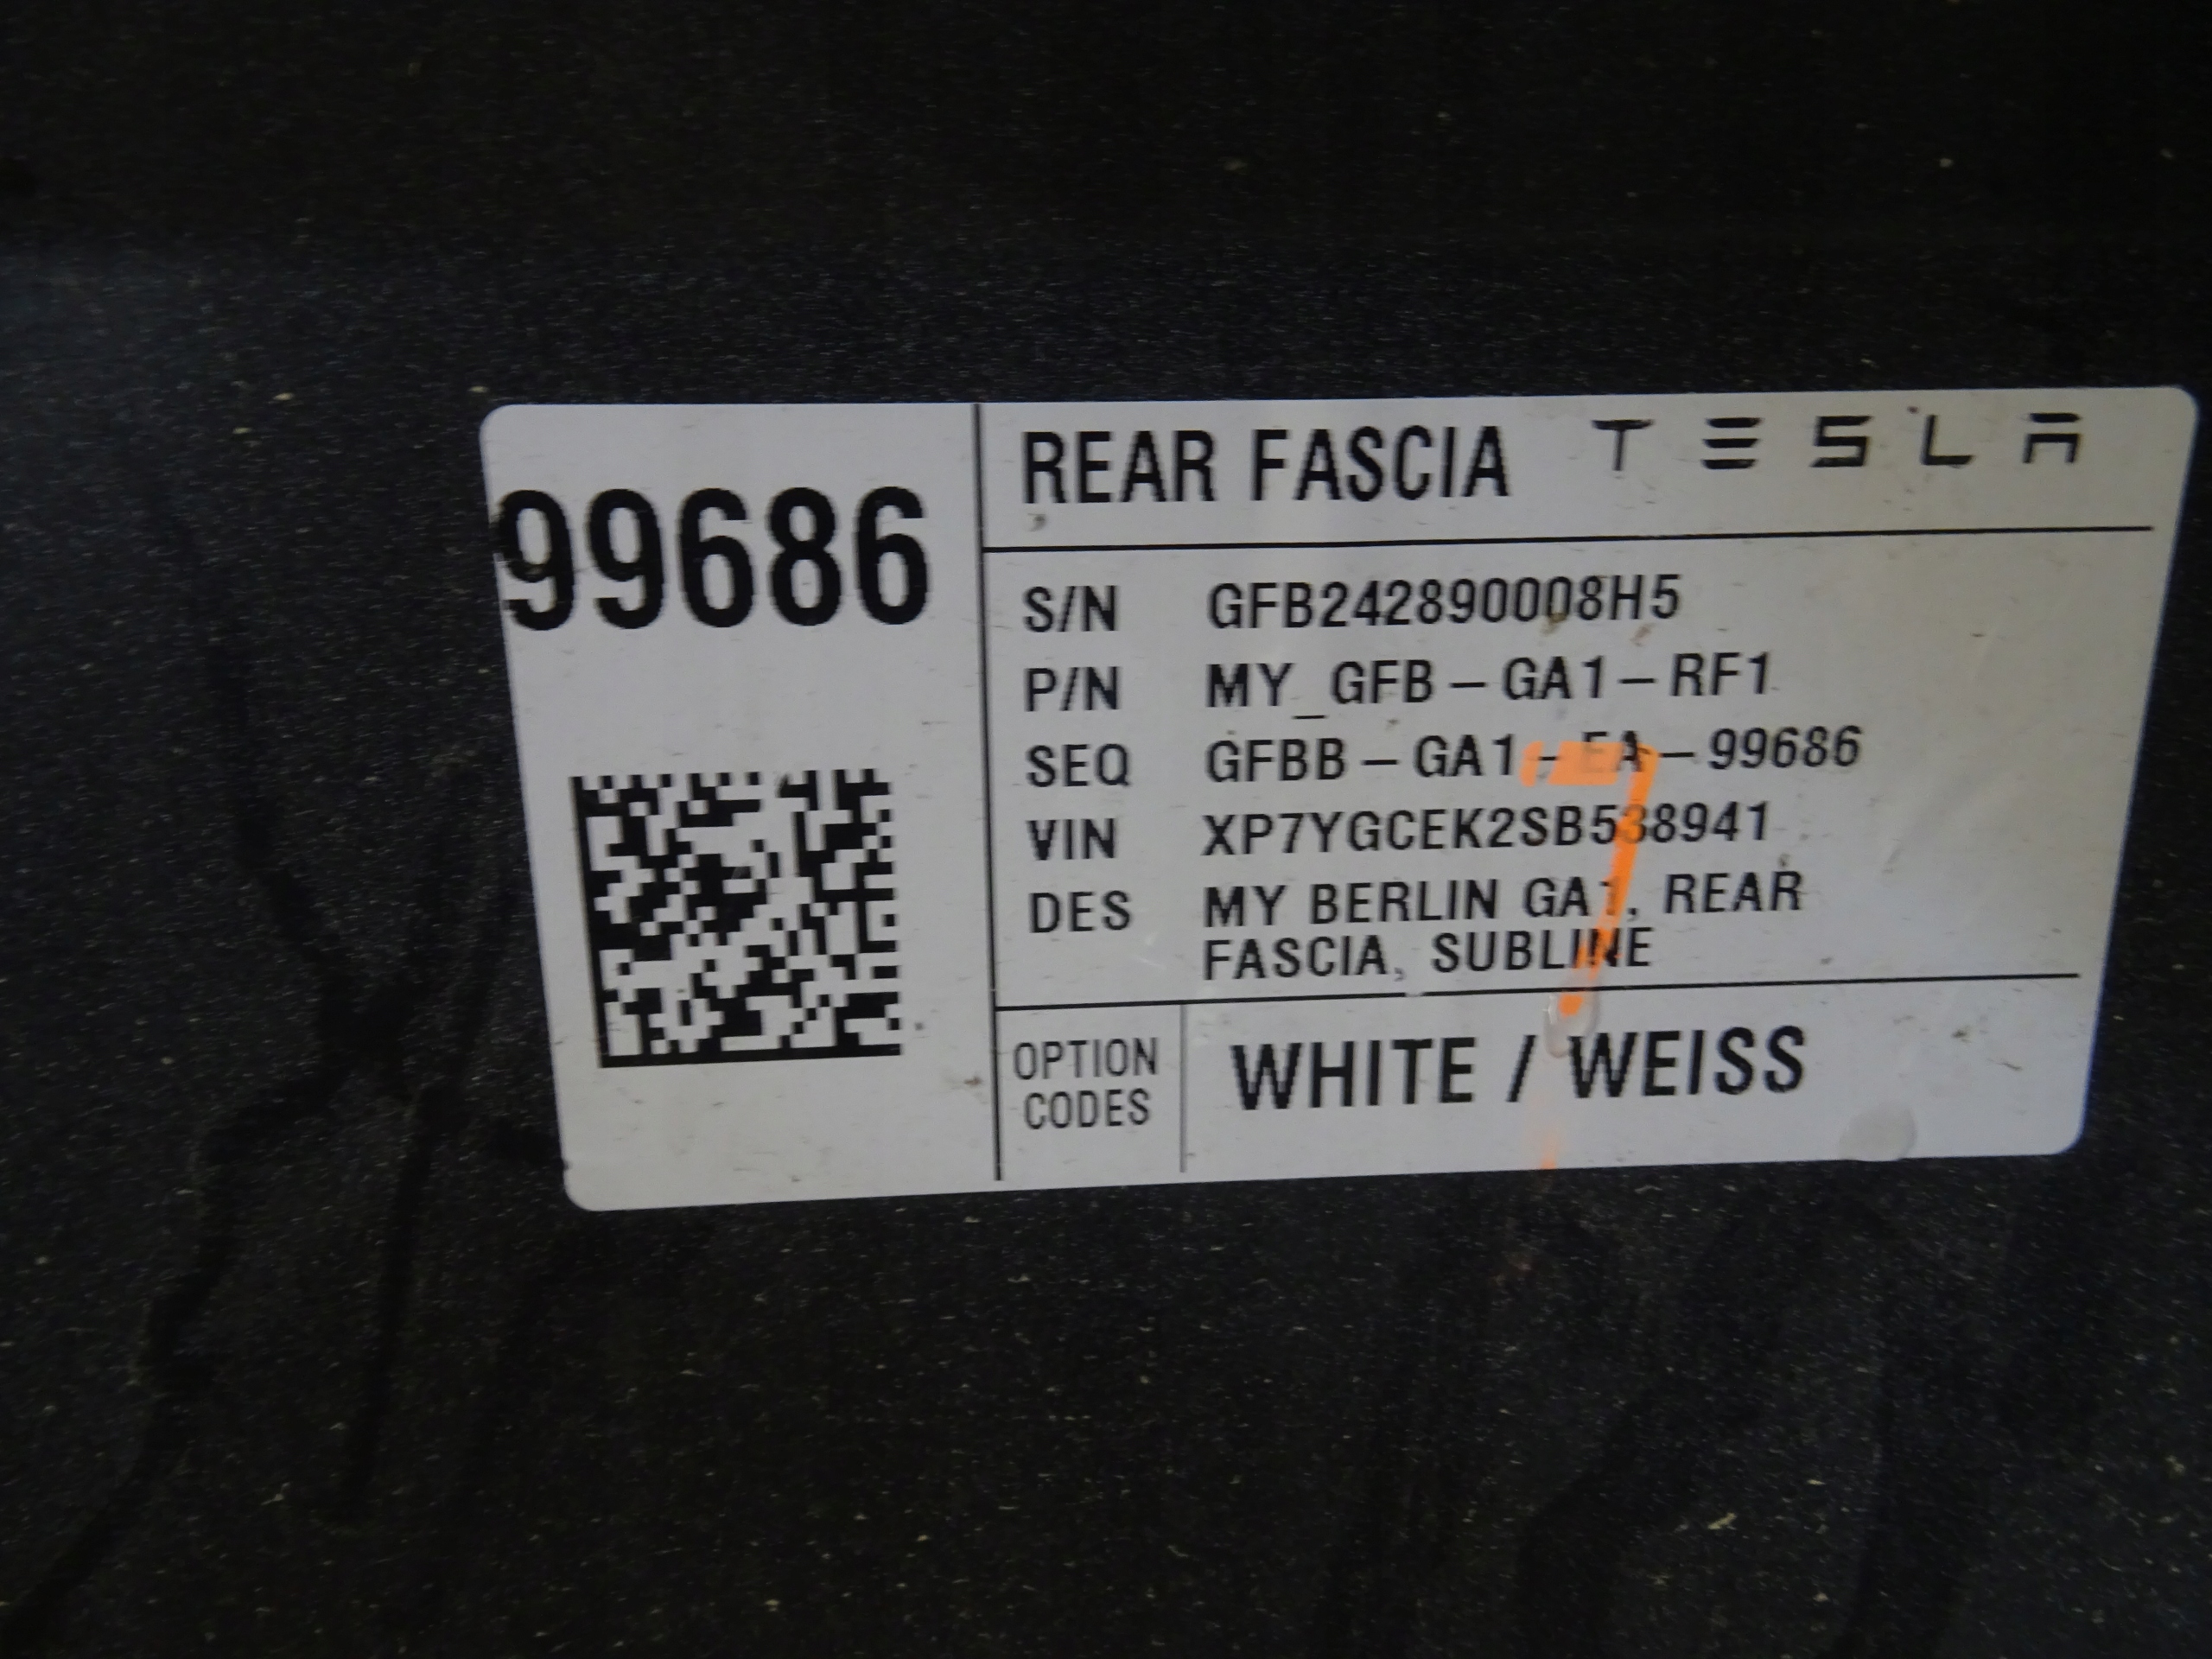 99686
REAR FASCIA TESLA
S/N GFB242890008H5
P/N MY_GFB-GA1-RF1
SEQ GFBB-GA1-EA-99686
VIN XP7YGCEK2SB538941
DES MY BERLIN GA1, REAR
FASCIA, SUBLINE
OPTION
CODES
WHITE / WEISS